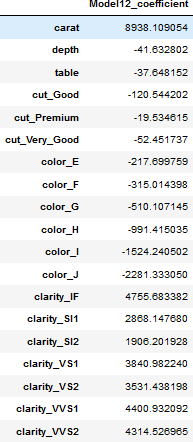 Model12_coefficient
carat 8938.109054
depth -41.632802
table -37.648152
cut_Good -120.544202
cut_Premium -19.534615
cut_Very_Good -52.451737
color_E -217.699759
color_F -315.014398
color_G -510.107145
color_H -991.415035
color_I -1524.240502
color_J -2281.333050
clarity_IF 4755.683382
clarity_SI1 2868.147680
clarity_SI2 1906.201928
clarity_VS1 3840.982240
clarity_VS2 3531.438198
clarity_VVS1 4400.932092
clarity_VVS2 4314.526965